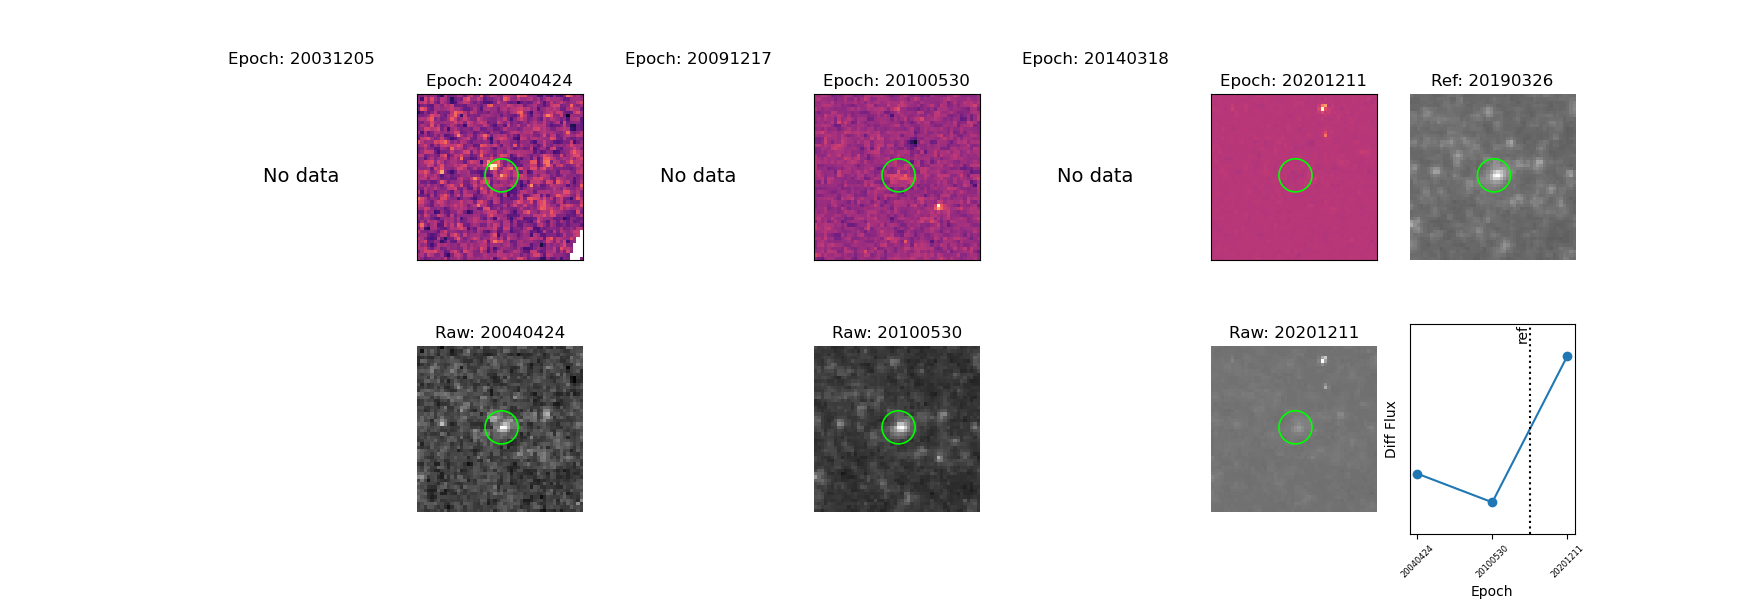 Epoch: 20031205
Epoch: 20040424
Epoch: 20091217
Epoch: 20100530
Epoch: 20140318
Epoch: 20201211
Ref: 20190326
No data
No data
No data
Raw: 20040424
Raw: 20100530
Raw: 20201211
ref
Diff Flux
20040424
20100530
20201211
Epoch